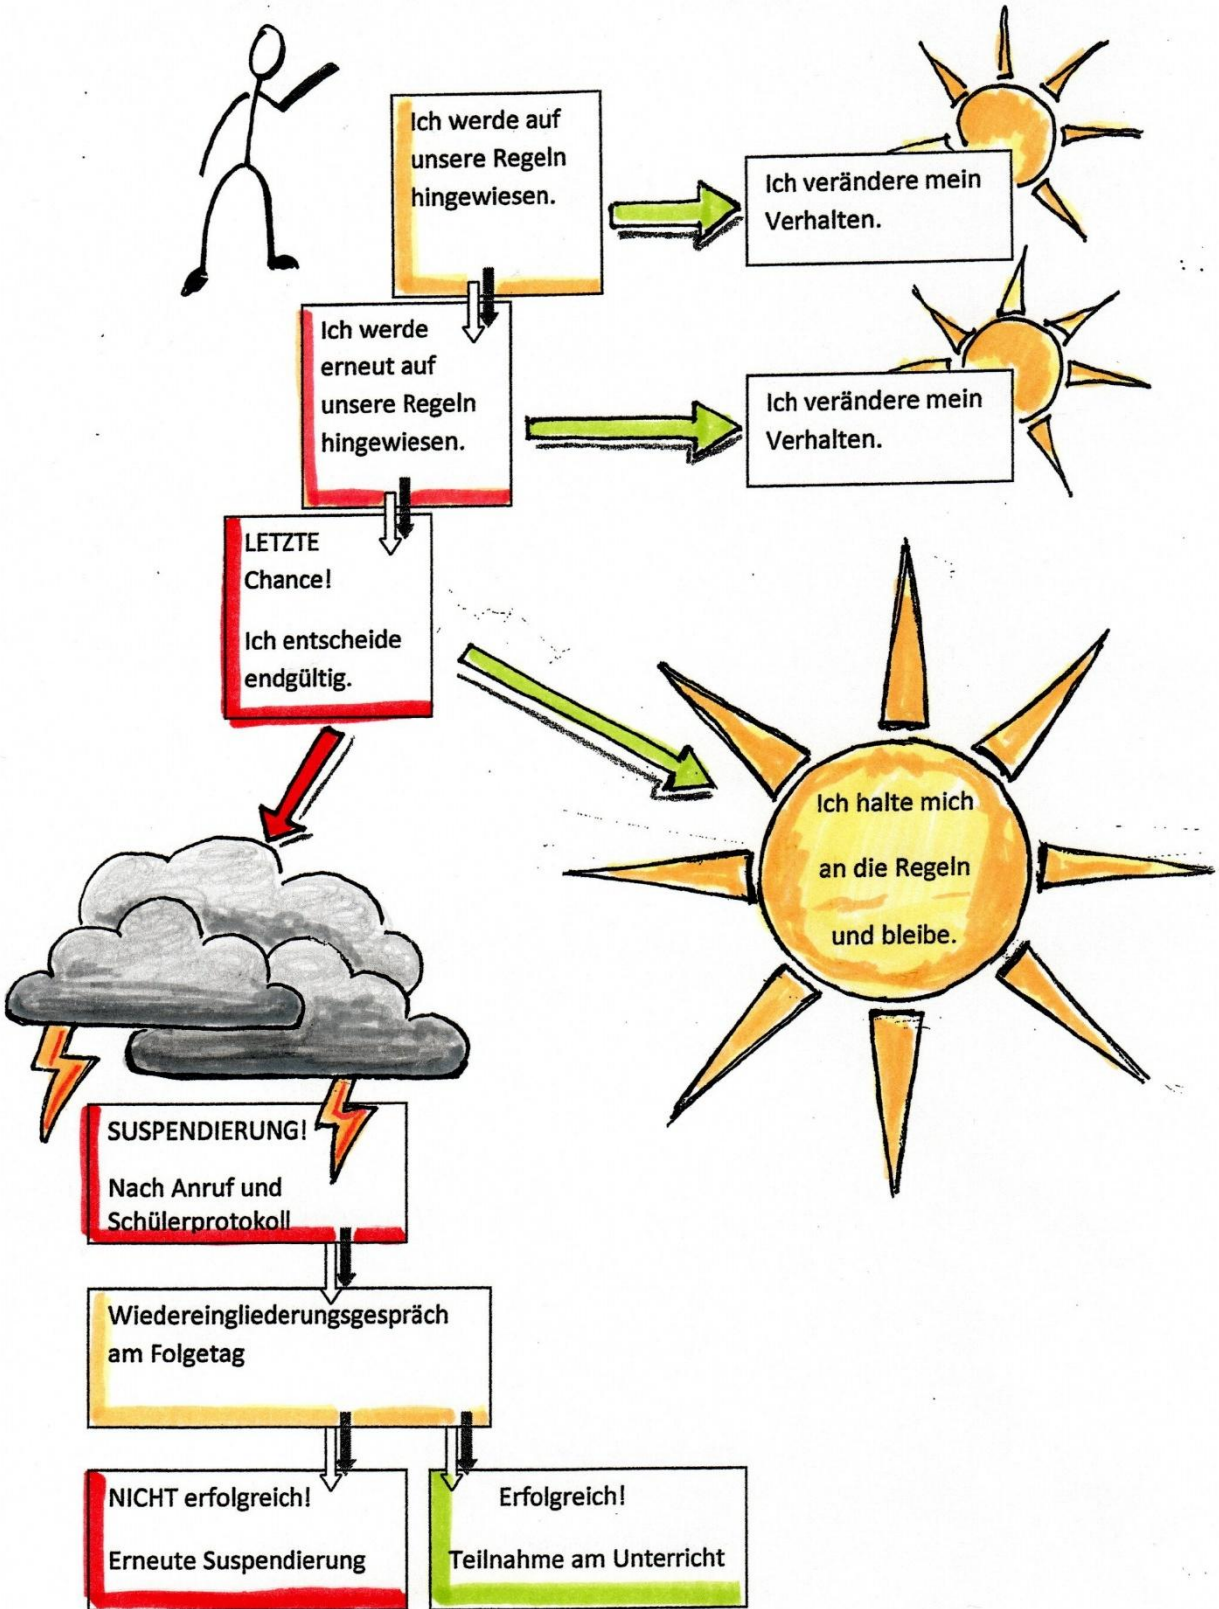 Ich werde auf
unsere Regeln
hingewiesen.
Ich verändere mein
Verhalten.
Ich werde
erneut auf
unsere Regeln
hingewiesen.
Ich verändere mein
Verhalten.
LETZTE
Chance!
Ich entscheide
endgültig.
Ich halte mich
an die Regeln
und bleibe.
SUSPENDIERUNG!
Nach Anruf und
Schülerprotokoll
Wiedereingliederungsgespräch
am Folgetag
NICHT erfolgreich!
Erneute Suspendierung
Erfolgreich!
Teilnahme am Unterricht